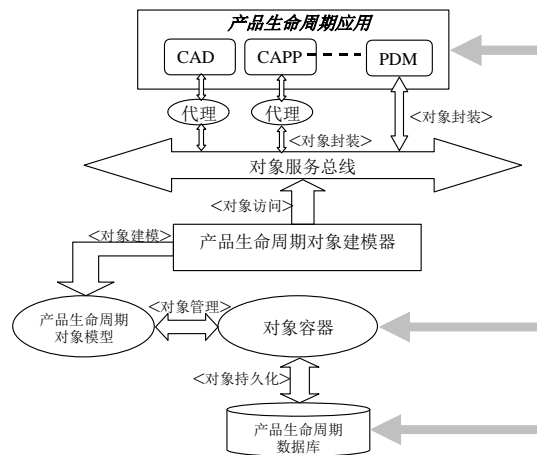 产品生命周期应用
CAD
CAPP
PDM
代理
代理
<对象封装>
<对象封装>
对象服务总线
<对象访问>
<对象建模>
产品生命周期对象建模器
产品生命周期
对象模型
<对象管理>
对象容器
<对象持久化>
产品生命周期
数据库